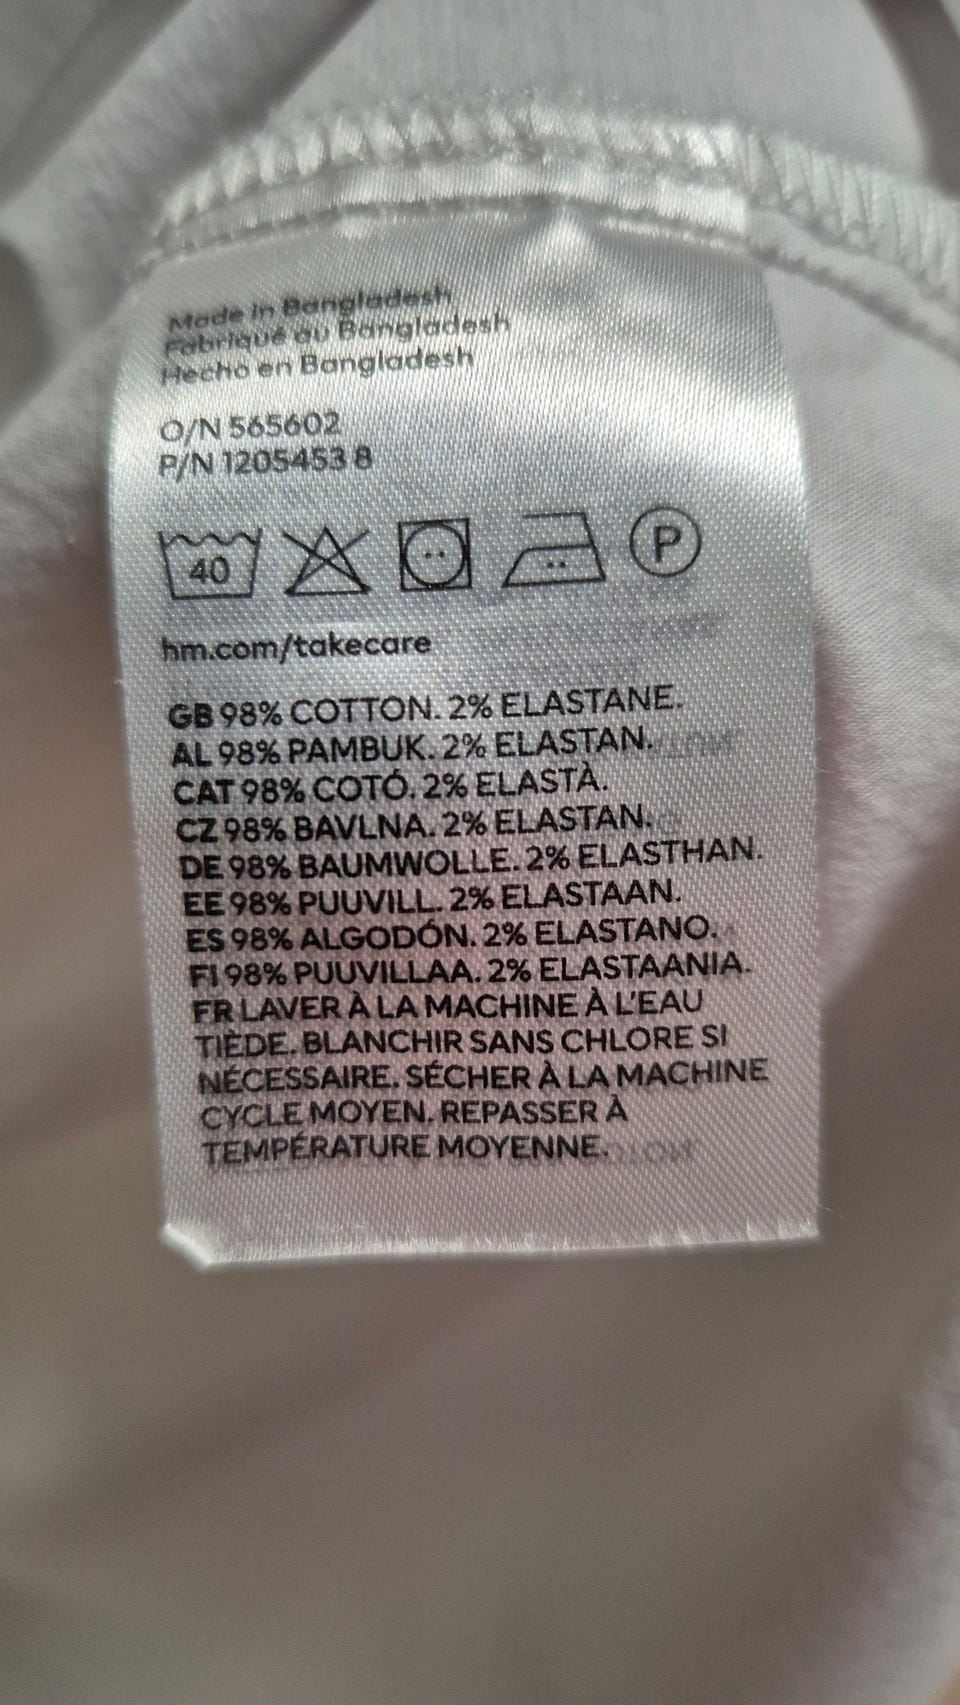 Made in Bangladesh
Fabriqué au Bangladesh
Hecho en Bangladesh
O/N 565602
P/N 1205453 8
40 P
hm.com/takecare
GB 98% COTTON. 2% ELASTANE.
AL 98% PAMBUK. 2% ELASTAN.
CAT 98% COTÓ. 2% ELASTÀ.
CZ 98% BAVLNA. 2% ELASTAN.
DE 98% BAUMWOLLE. 2% ELASTHAN.
EE 98% PUUVILL. 2% ELASTAAN.
ES 98% ALGODÓN. 2% ELASTANO.
FI 98% PUUVILLAA. 2% ELASTAANIA.
FR LAVER À LA MACHINE À L'EAU
TIÈDE. BLANCHIR SANS CHLORE SI
NÉCESSAIRE. SÉCHER À LA MACHINE
CYCLE MOYEN. REPASSER À
TEMPÉRATURE MOYENNE.